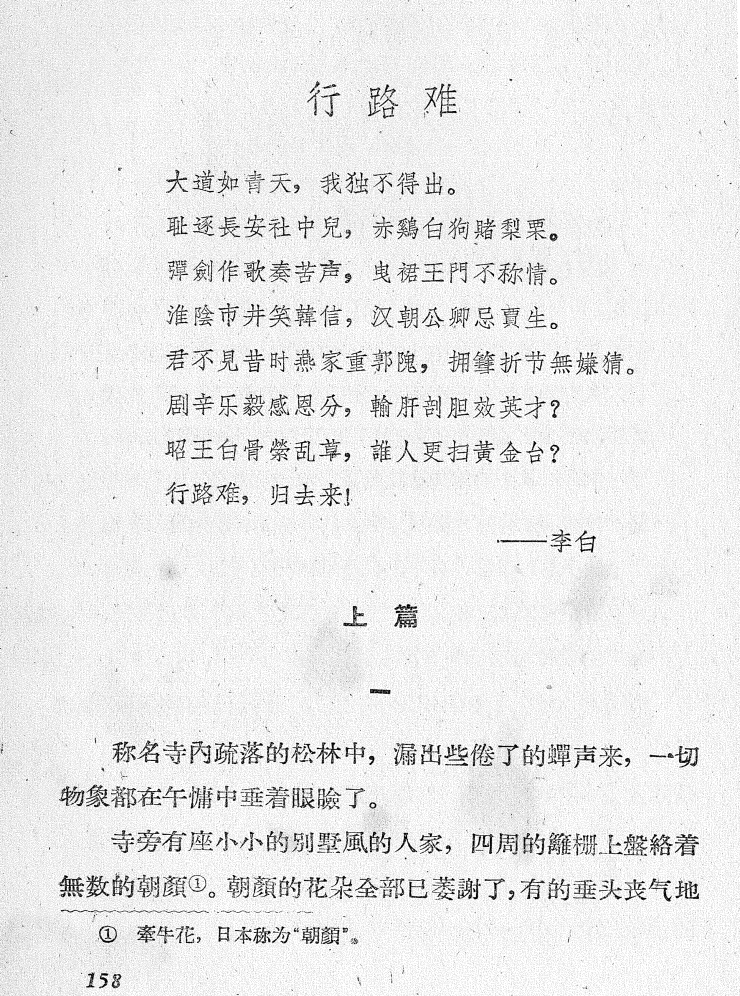 行路难
大道如青天，我独不得出。
耻逐長安社中兒，赤鷄白狗賭梨栗。
彈劍作歌奏苦声，曳裙王門不称情。
淮陰市井笑韓信，汉朝公卿忌賈生。
君不見昔时燕家重郭隗，拥篲折节無嫌猜。
剧辛乐毅感恩分，輸肝剖胆效英才？
昭王白骨縈乱草，誰人更扫黃金台？
行路难，归去来！
——李白
上篇
一
称名寺內疏落的松林中，漏出些倦了的蟬声来，一切
物象都在午慵中垂着眼瞼了。
寺旁有座小小的別墅風的人家，四周的籬柵上盤絡着
無数的朝顏①。朝顏的花朵全部已萎謝了，有的垂头丧气地
① 牽牛花，日本称为“朝顏”。
158